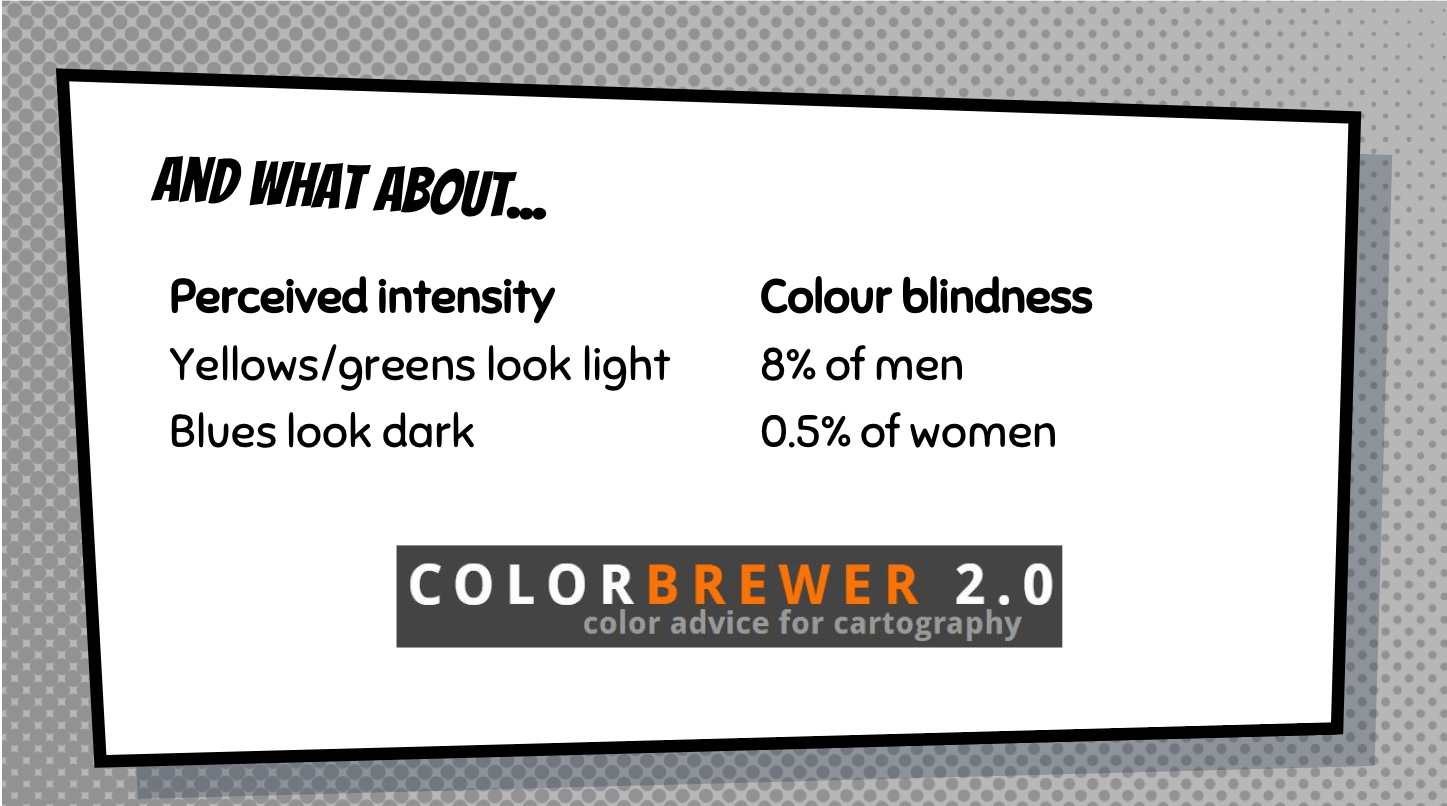 AND WHAT ABOUT...
Perceived intensity
Yellows/greens look light
Blues look dark
Colour blindness
8% of men
0.5% of women
COLORBREWER 2.0
color advice for cartography